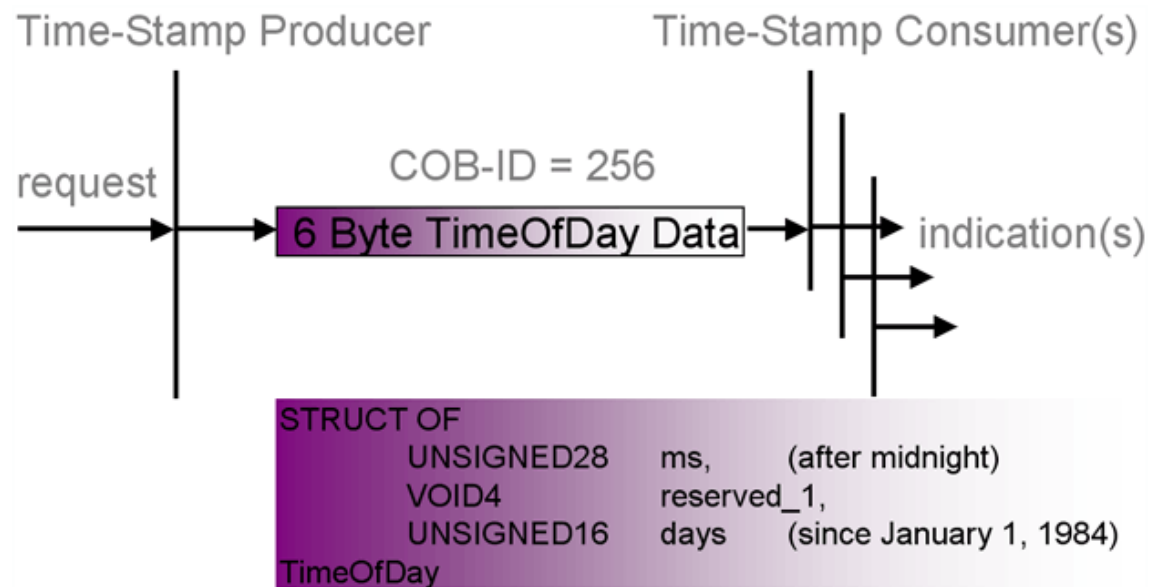 Time-Stamp Producer
Time-Stamp Consumer(s)
request
COB-ID = 256
6 Byte TimeOfDay Data
indication(s)
STRUCT OF
UNSIGNED28 ms, (after midnight)
VOID4 reserved_1,
UNSIGNED16 days (since January 1, 1984)
TimeOfDay